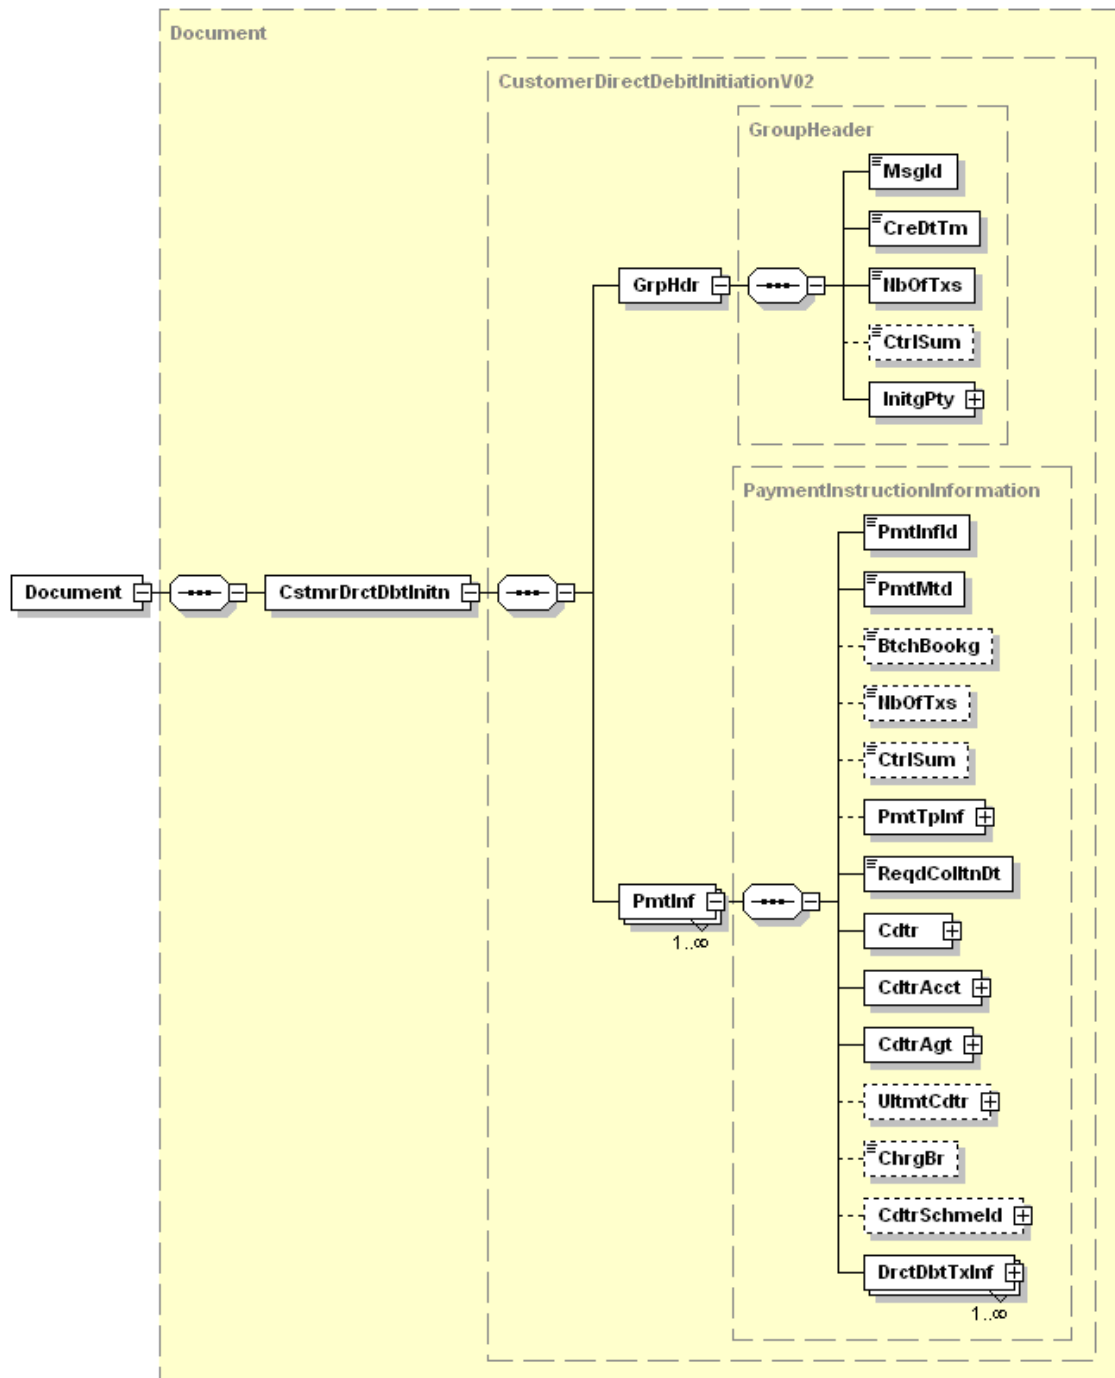 Document
CustomerDirectDebitInitiationV02
GroupHeader
MsgId
CreDtTm
GrpHdr
NbOfTxs
CtrlSum
InitgPty
PaymentInstructionInformation
PmtInfId
Document
CstmrDrctDbtInitn
PmtMtd
BtchBookg
NbOfTxs
CtrlSum
PmtTpInf
ReqdColltnDt
PmtInf
1..∞
Cdtr
CdtrAcct
CdtrAgt
UltmtCdtr
ChrgBr
CdtrSchmeId
DrctDbtTxInf
1..∞